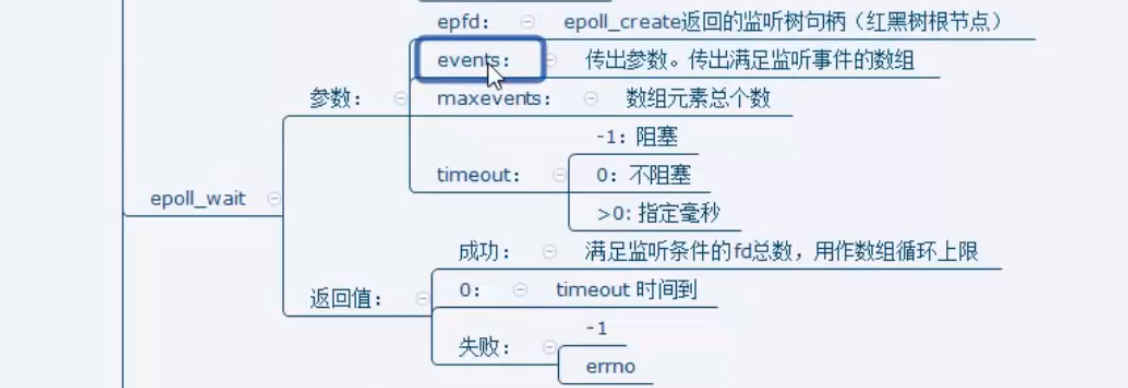 epfd： epoll_create返回的监听树句柄（红黑树根节点）
events： 传出参数。传出满足监听事件的数组
参数： maxevents： 数组元素总个数
-1：阻塞
timeout： 0：不阻塞
epoll_wait
>0: 指定毫秒
成功： 满足监听条件的fd总数，用作数组循环上限
返回值： 0： timeout 时间到
-1
失败：
errno